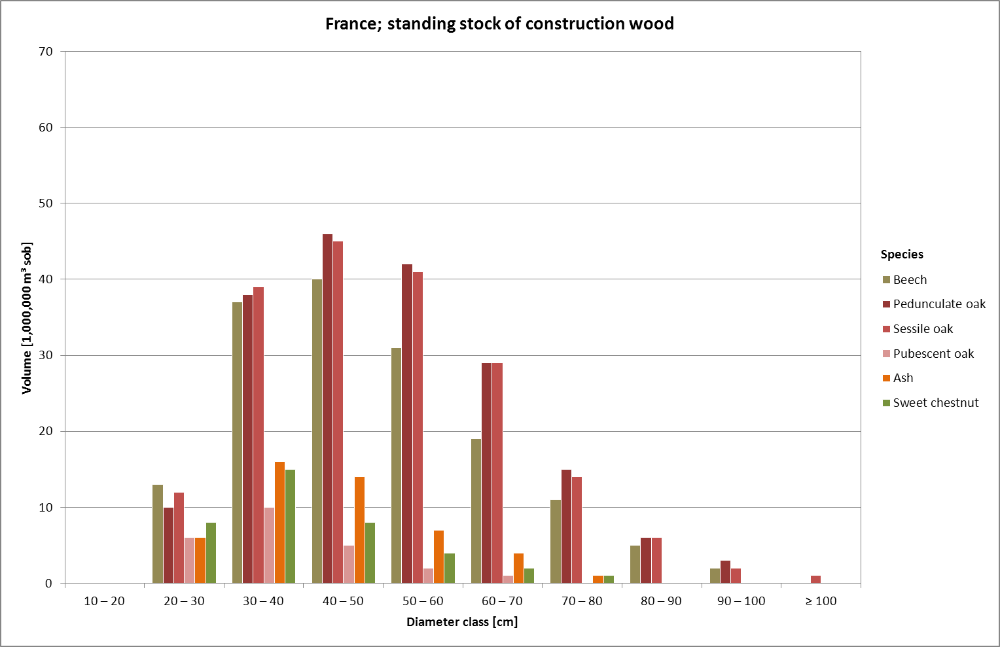 France; standing stock of construction wood
70
60
50
40
30
20
10
0
Volume [1,000,000 m³ sob]
10 – 20
20 – 30
30 – 40
40 – 50
50 – 60
60 – 70
70 – 80
80 – 90
90 – 100
≥ 100
Diameter class [cm]
Species
Beech
Pedunculate oak
Sessile oak
Pubescent oak
Ash
Sweet chestnut